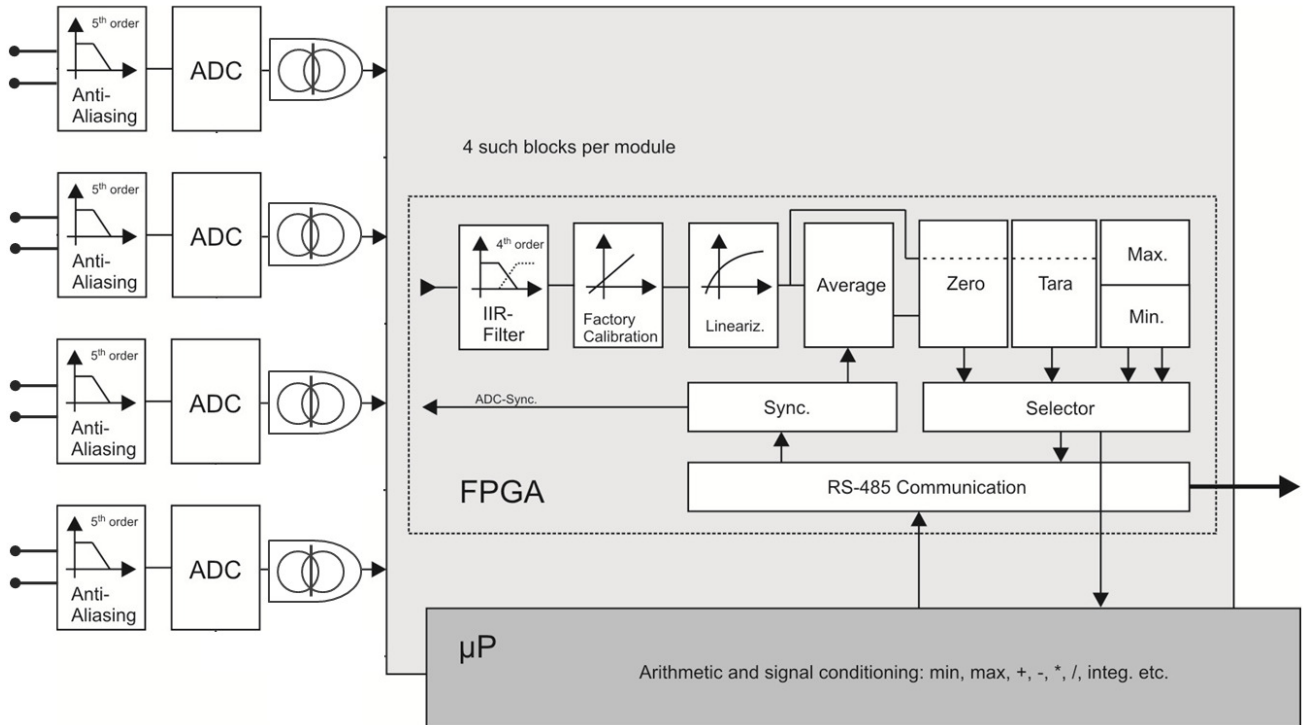 5th order
Anti-
Aliasing
ADC
5th order
Anti-
Aliasing
ADC
5th order
Anti-
Aliasing
ADC
5th order
Anti-
Aliasing
ADC
4 such blocks per module
4th order
IIR-
Filter
Factory
Calibration
Lineariz.
Average
Zero
Tara
Max.
Min.
ADC-Sync.
Sync.
Selector
FPGA
RS-485 Communication
µP
Arithmetic and signal conditioning: min, max, +, -, *, /, integ. etc.